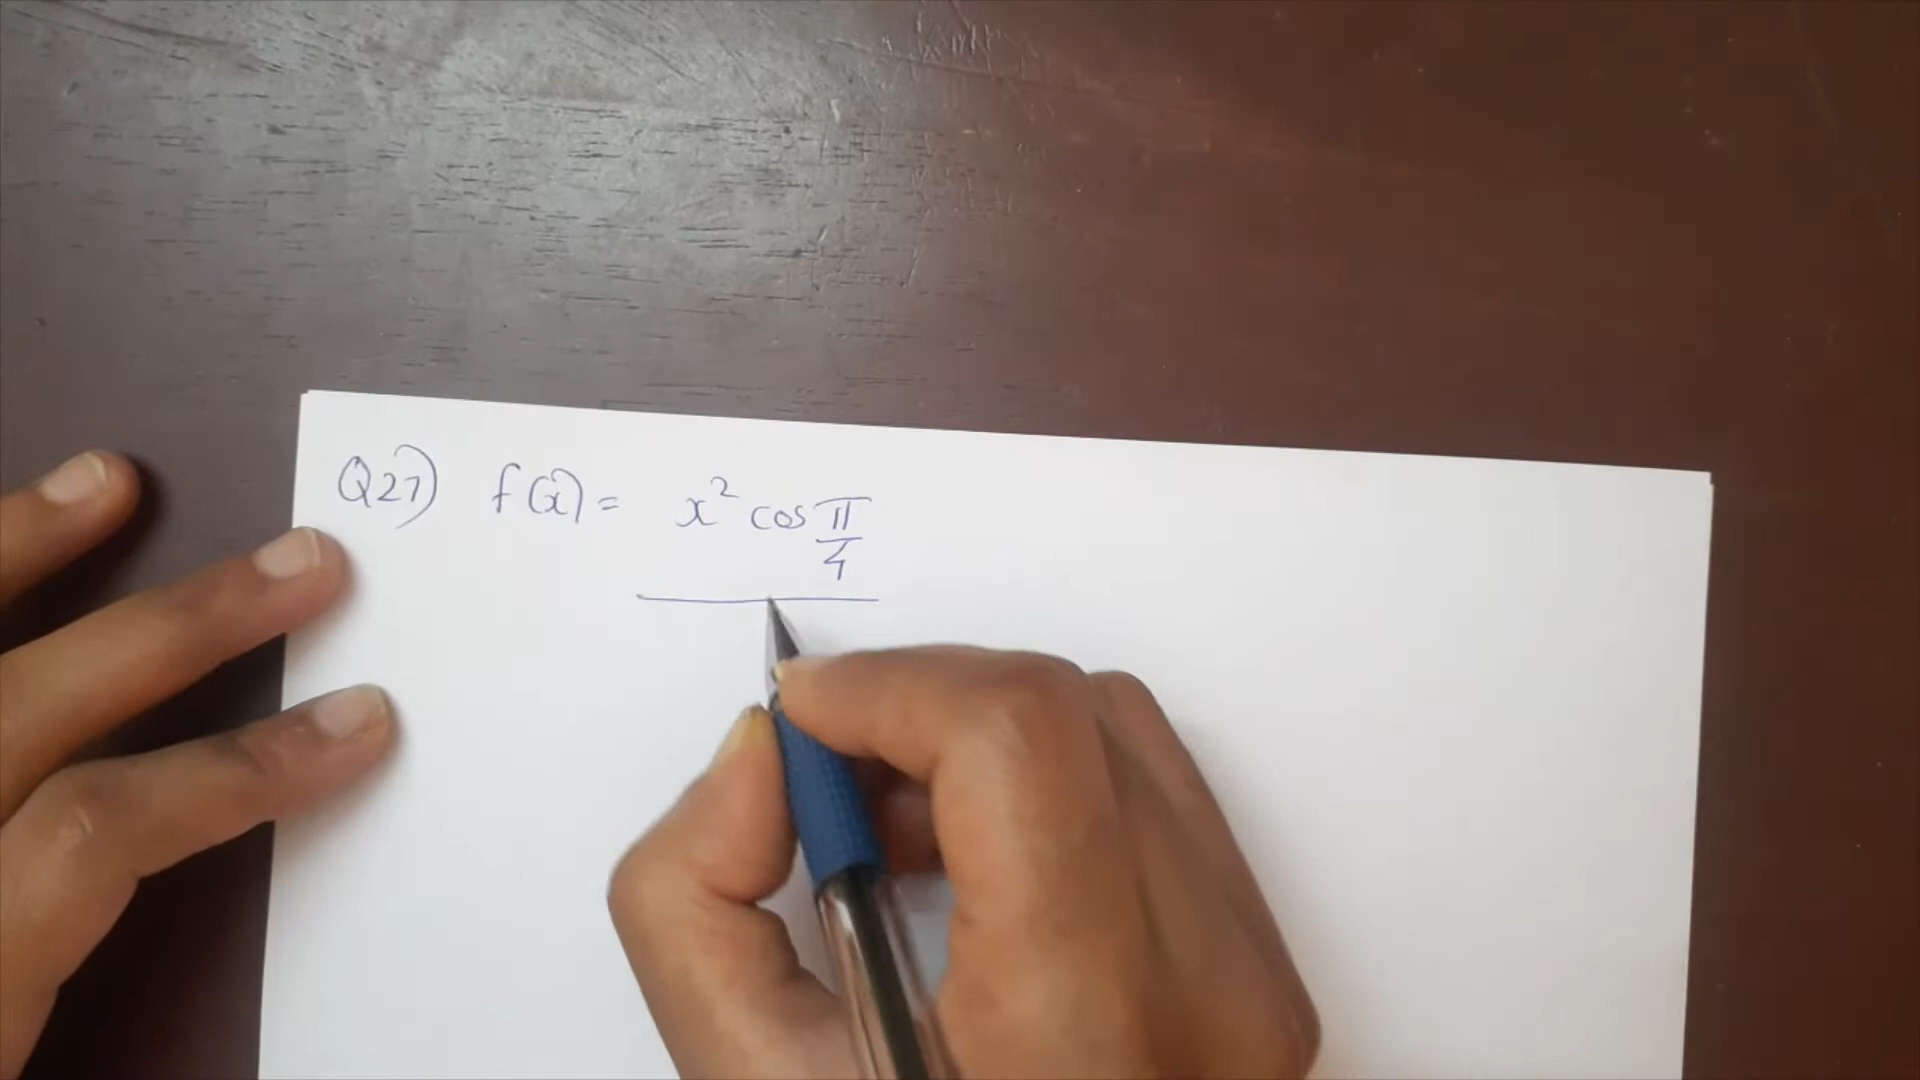 Q27) f(x) = x² cos π/4